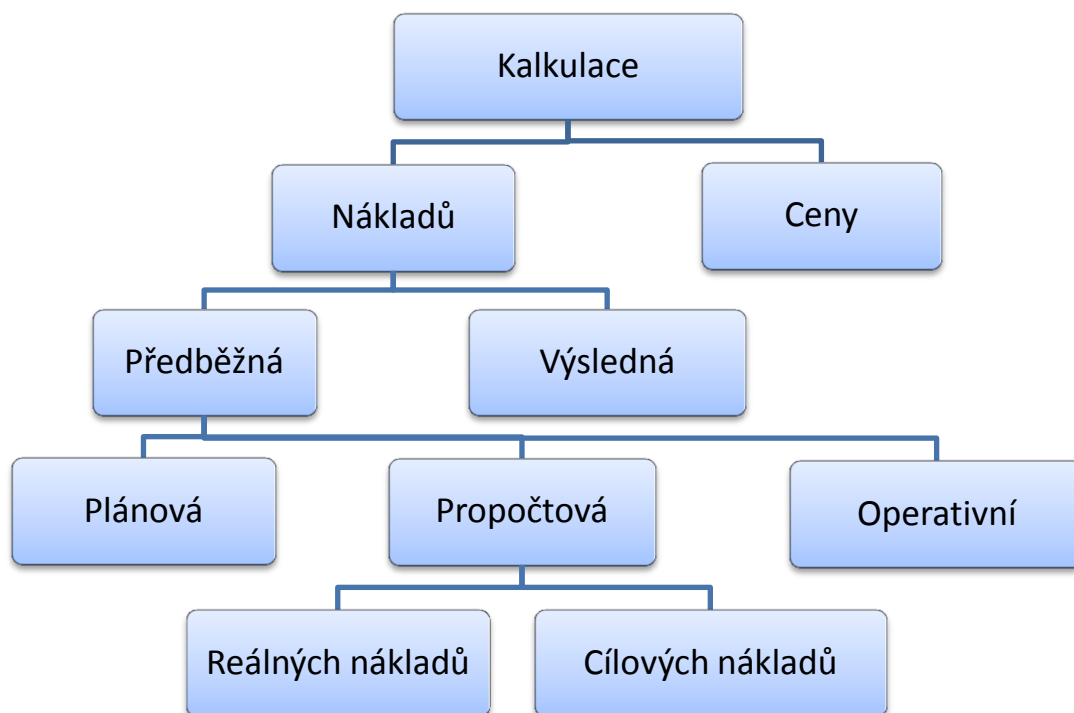 Kalkulace
Nákladů
Ceny
Předběžná
Výsledná
Plánová
Propočtová
Operativní
Reálných nákladů
Cílových nákladů